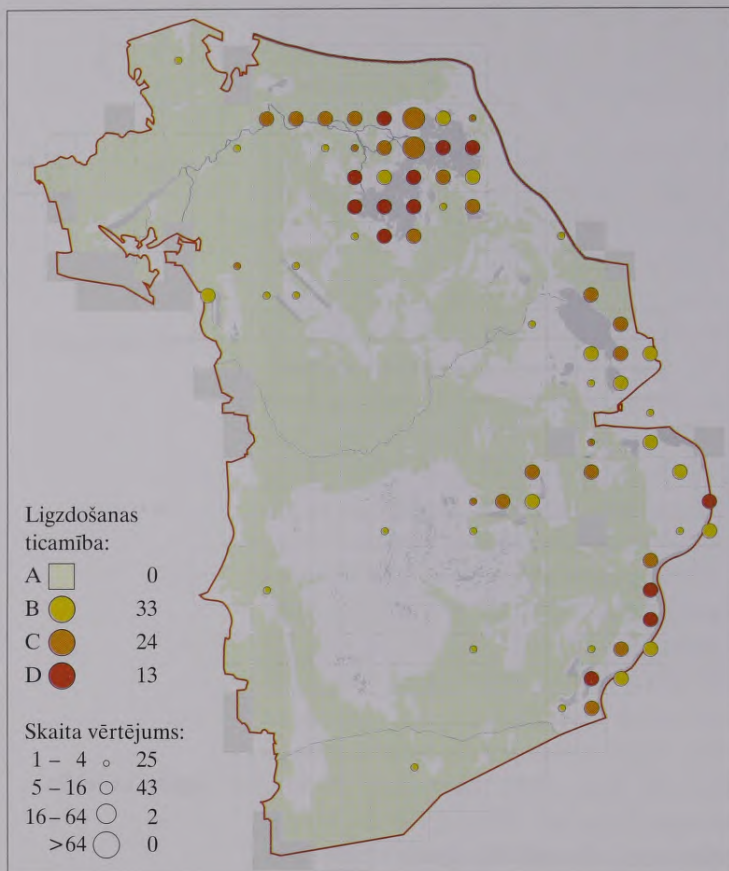 Ligzdošanas
ticamība:
A 0
B 33
C 24
D 13
Skaita vērtējums:
1 – 4 25
5 – 16 43
16 – 64 2
>64 0